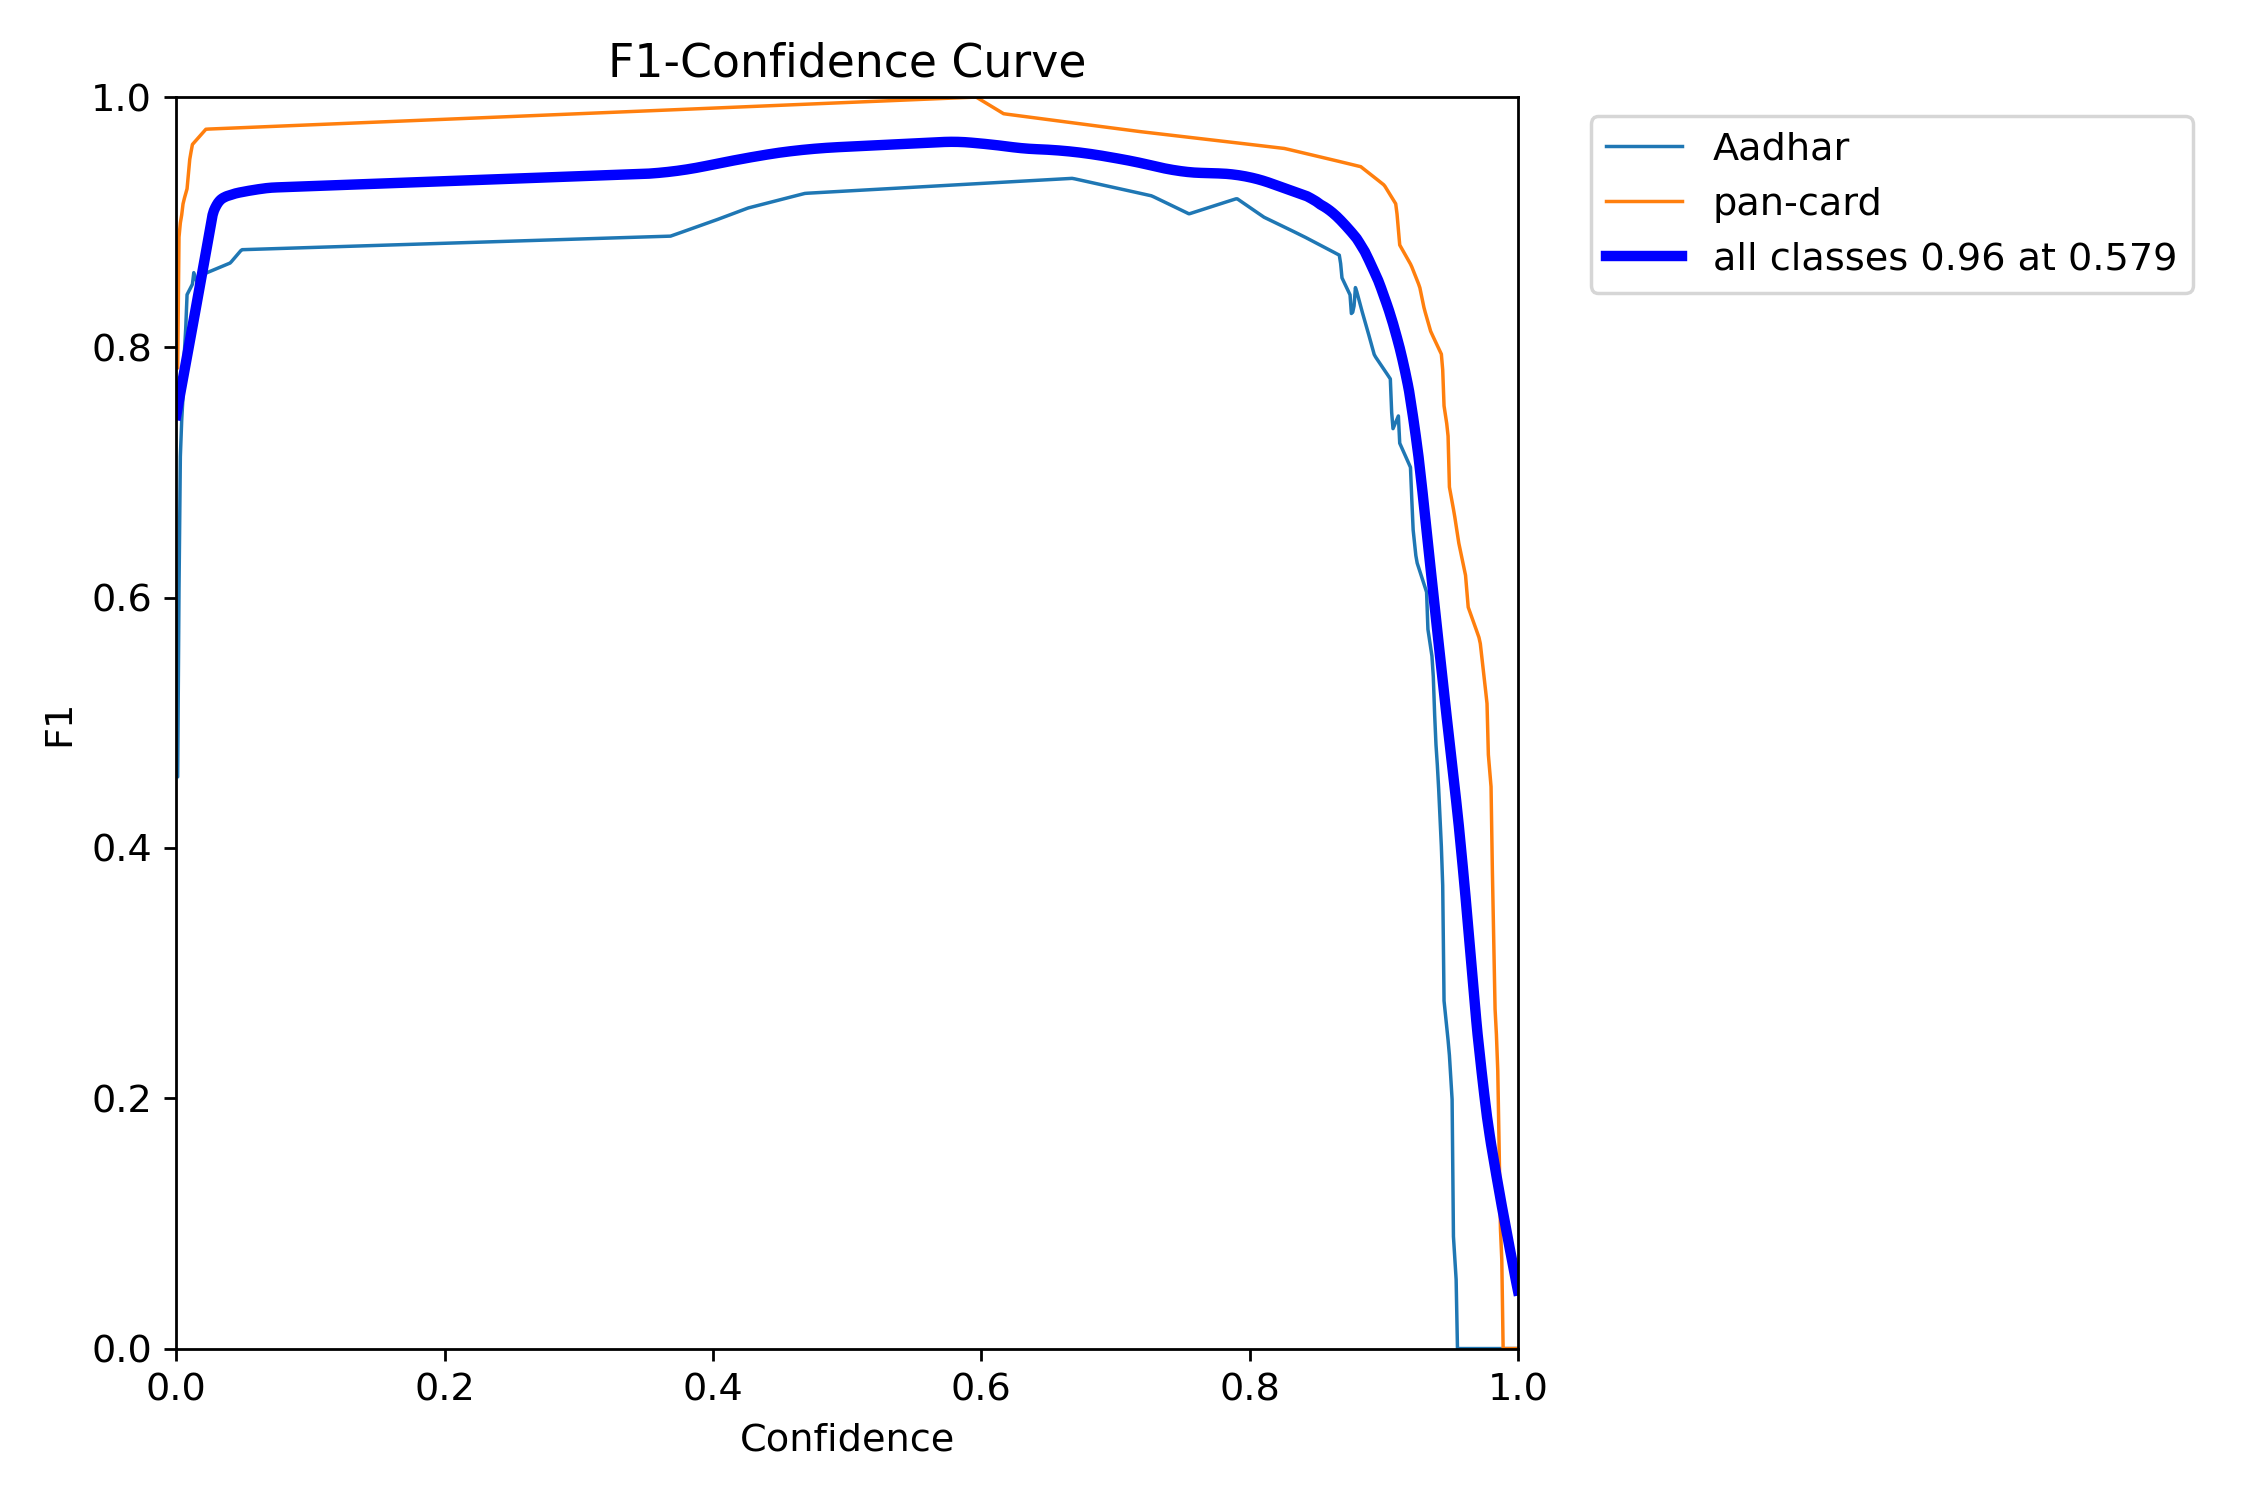 F1-Confidence Curve
1.0
0.8
0.6
0.4
0.2
0.0
F1
0.0 0.2 0.4 0.6 0.8 1.0
Confidence
Aadhar
pan-card
all classes 0.96 at 0.579